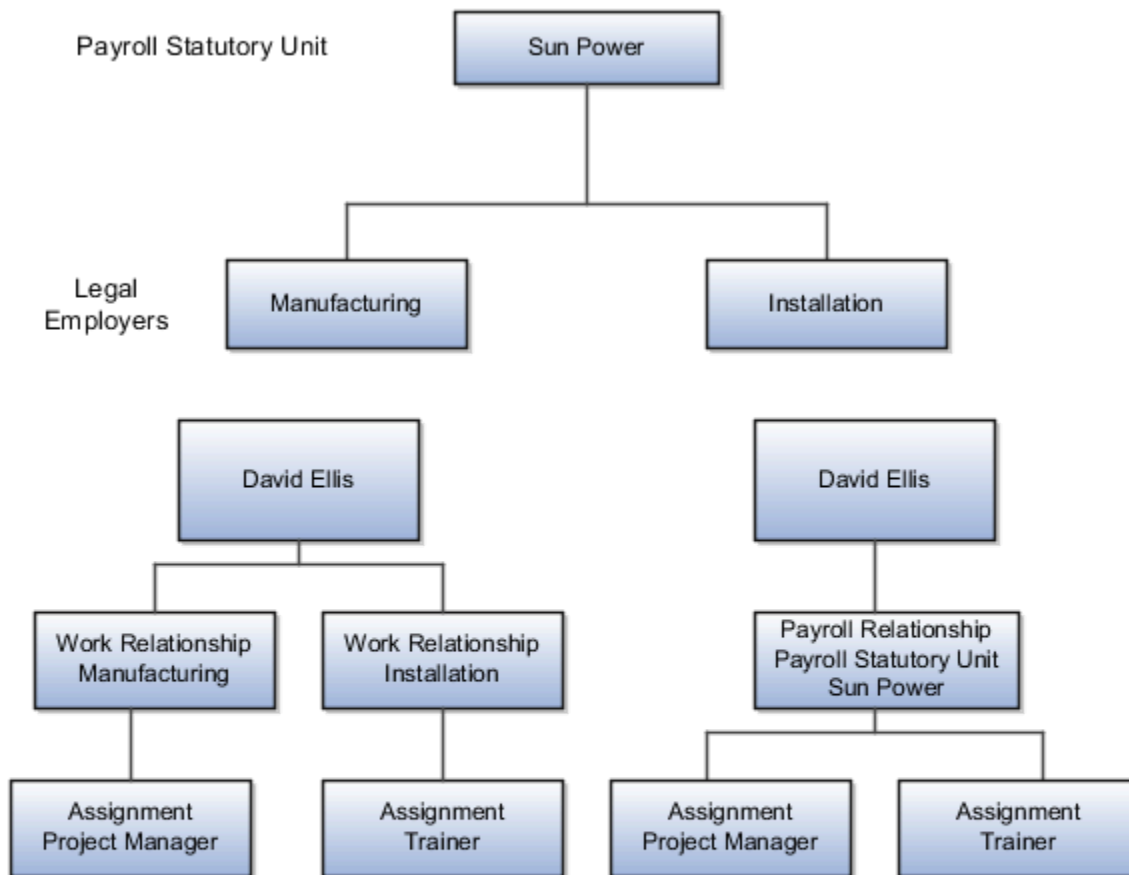 Payroll Statutory Unit
Sun Power
Legal
Employers
Manufacturing
Installation
David Ellis
David Ellis
Work Relationship
Manufacturing
Work Relationship
Installation
Payroll Relationship
Payroll Statutory Unit
Sun Power
Assignment
Project Manager
Assignment
Trainer
Assignment
Project Manager
Assignment
Trainer